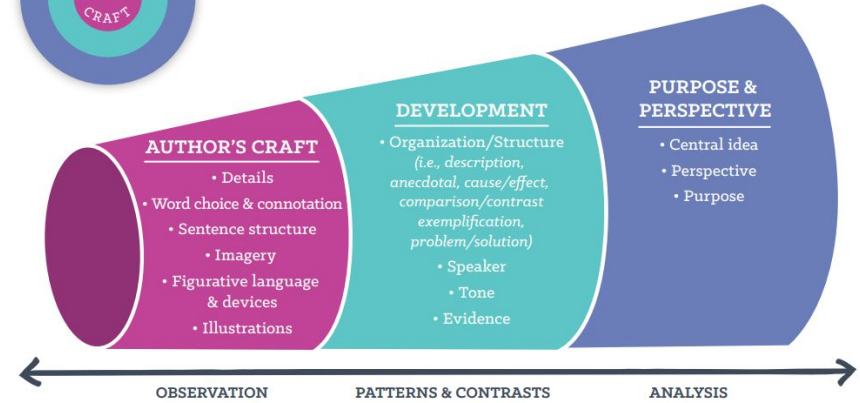 CRAFT
AUTHOR'S CRAFT
• Details
• Word choice & connotation
• Sentence structure
• Imagery
• Figurative language
& devices
• Illustrations
DEVELOPMENT
• Organization/Structure
(i.e., description,
anecdotal, cause/effect,
comparison/contrast
exemplification,
problem/solution)
• Speaker
• Tone
• Evidence
PURPOSE &
PERSPECTIVE
• Central idea
• Perspective
• Purpose
OBSERVATION
PATTERNS & CONTRASTS
ANALYSIS